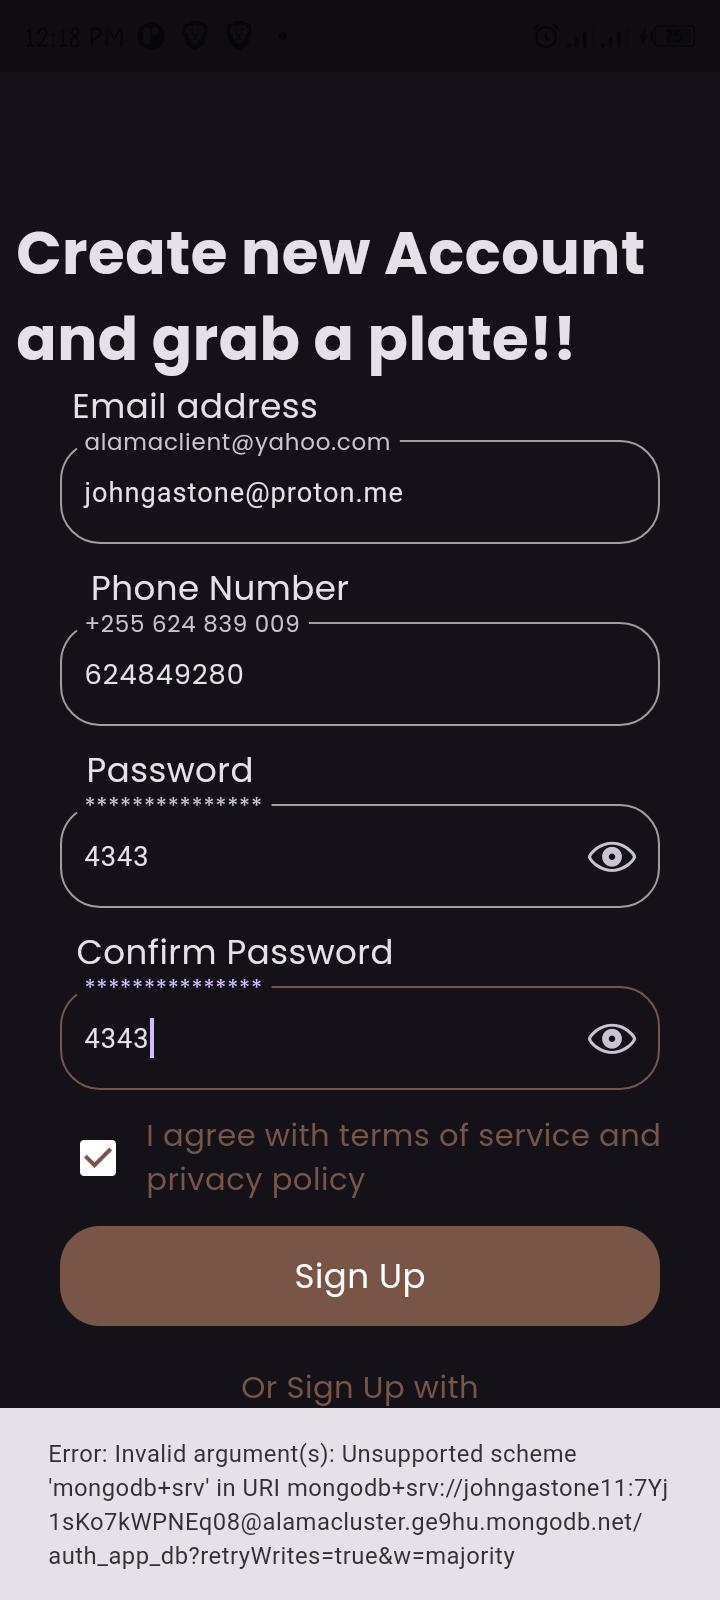 12:18 PM
75
Create new Account
and grab a plate!!
Email address
alamaclient@yahoo.com
johngastone@proton.me
Phone Number
+255 624 839 009
624849280
Password
***************
4343
Confirm Password
***************
4343
I agree with terms of service and
privacy policy
Sign Up
Or Sign Up with
Error: Invalid argument(s): Unsupported scheme
'mongodb+srv' in URI mongodb+srv://johngastone11:7Yj
1sKo7kWPNEq08@alamacluster.ge9hu.mongodb.net/
auth_app_db?retryWrites=true&w=majority